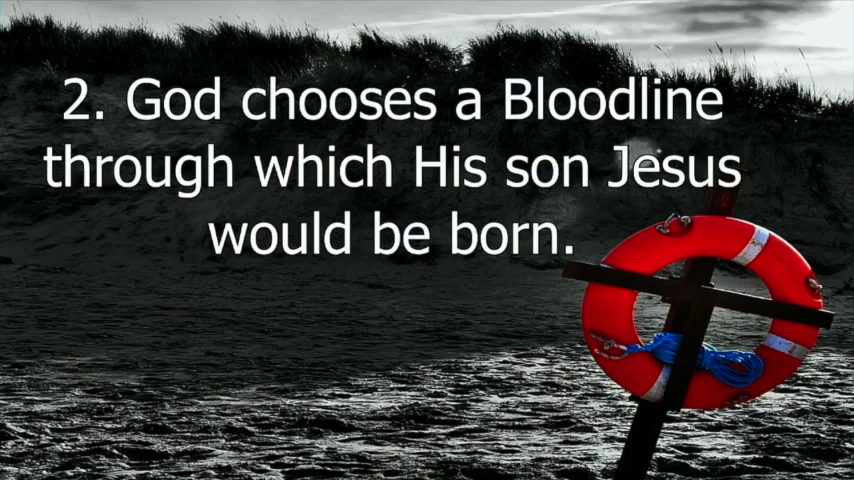 2. God chooses a Bloodline
through which His son Jesus
would be born.